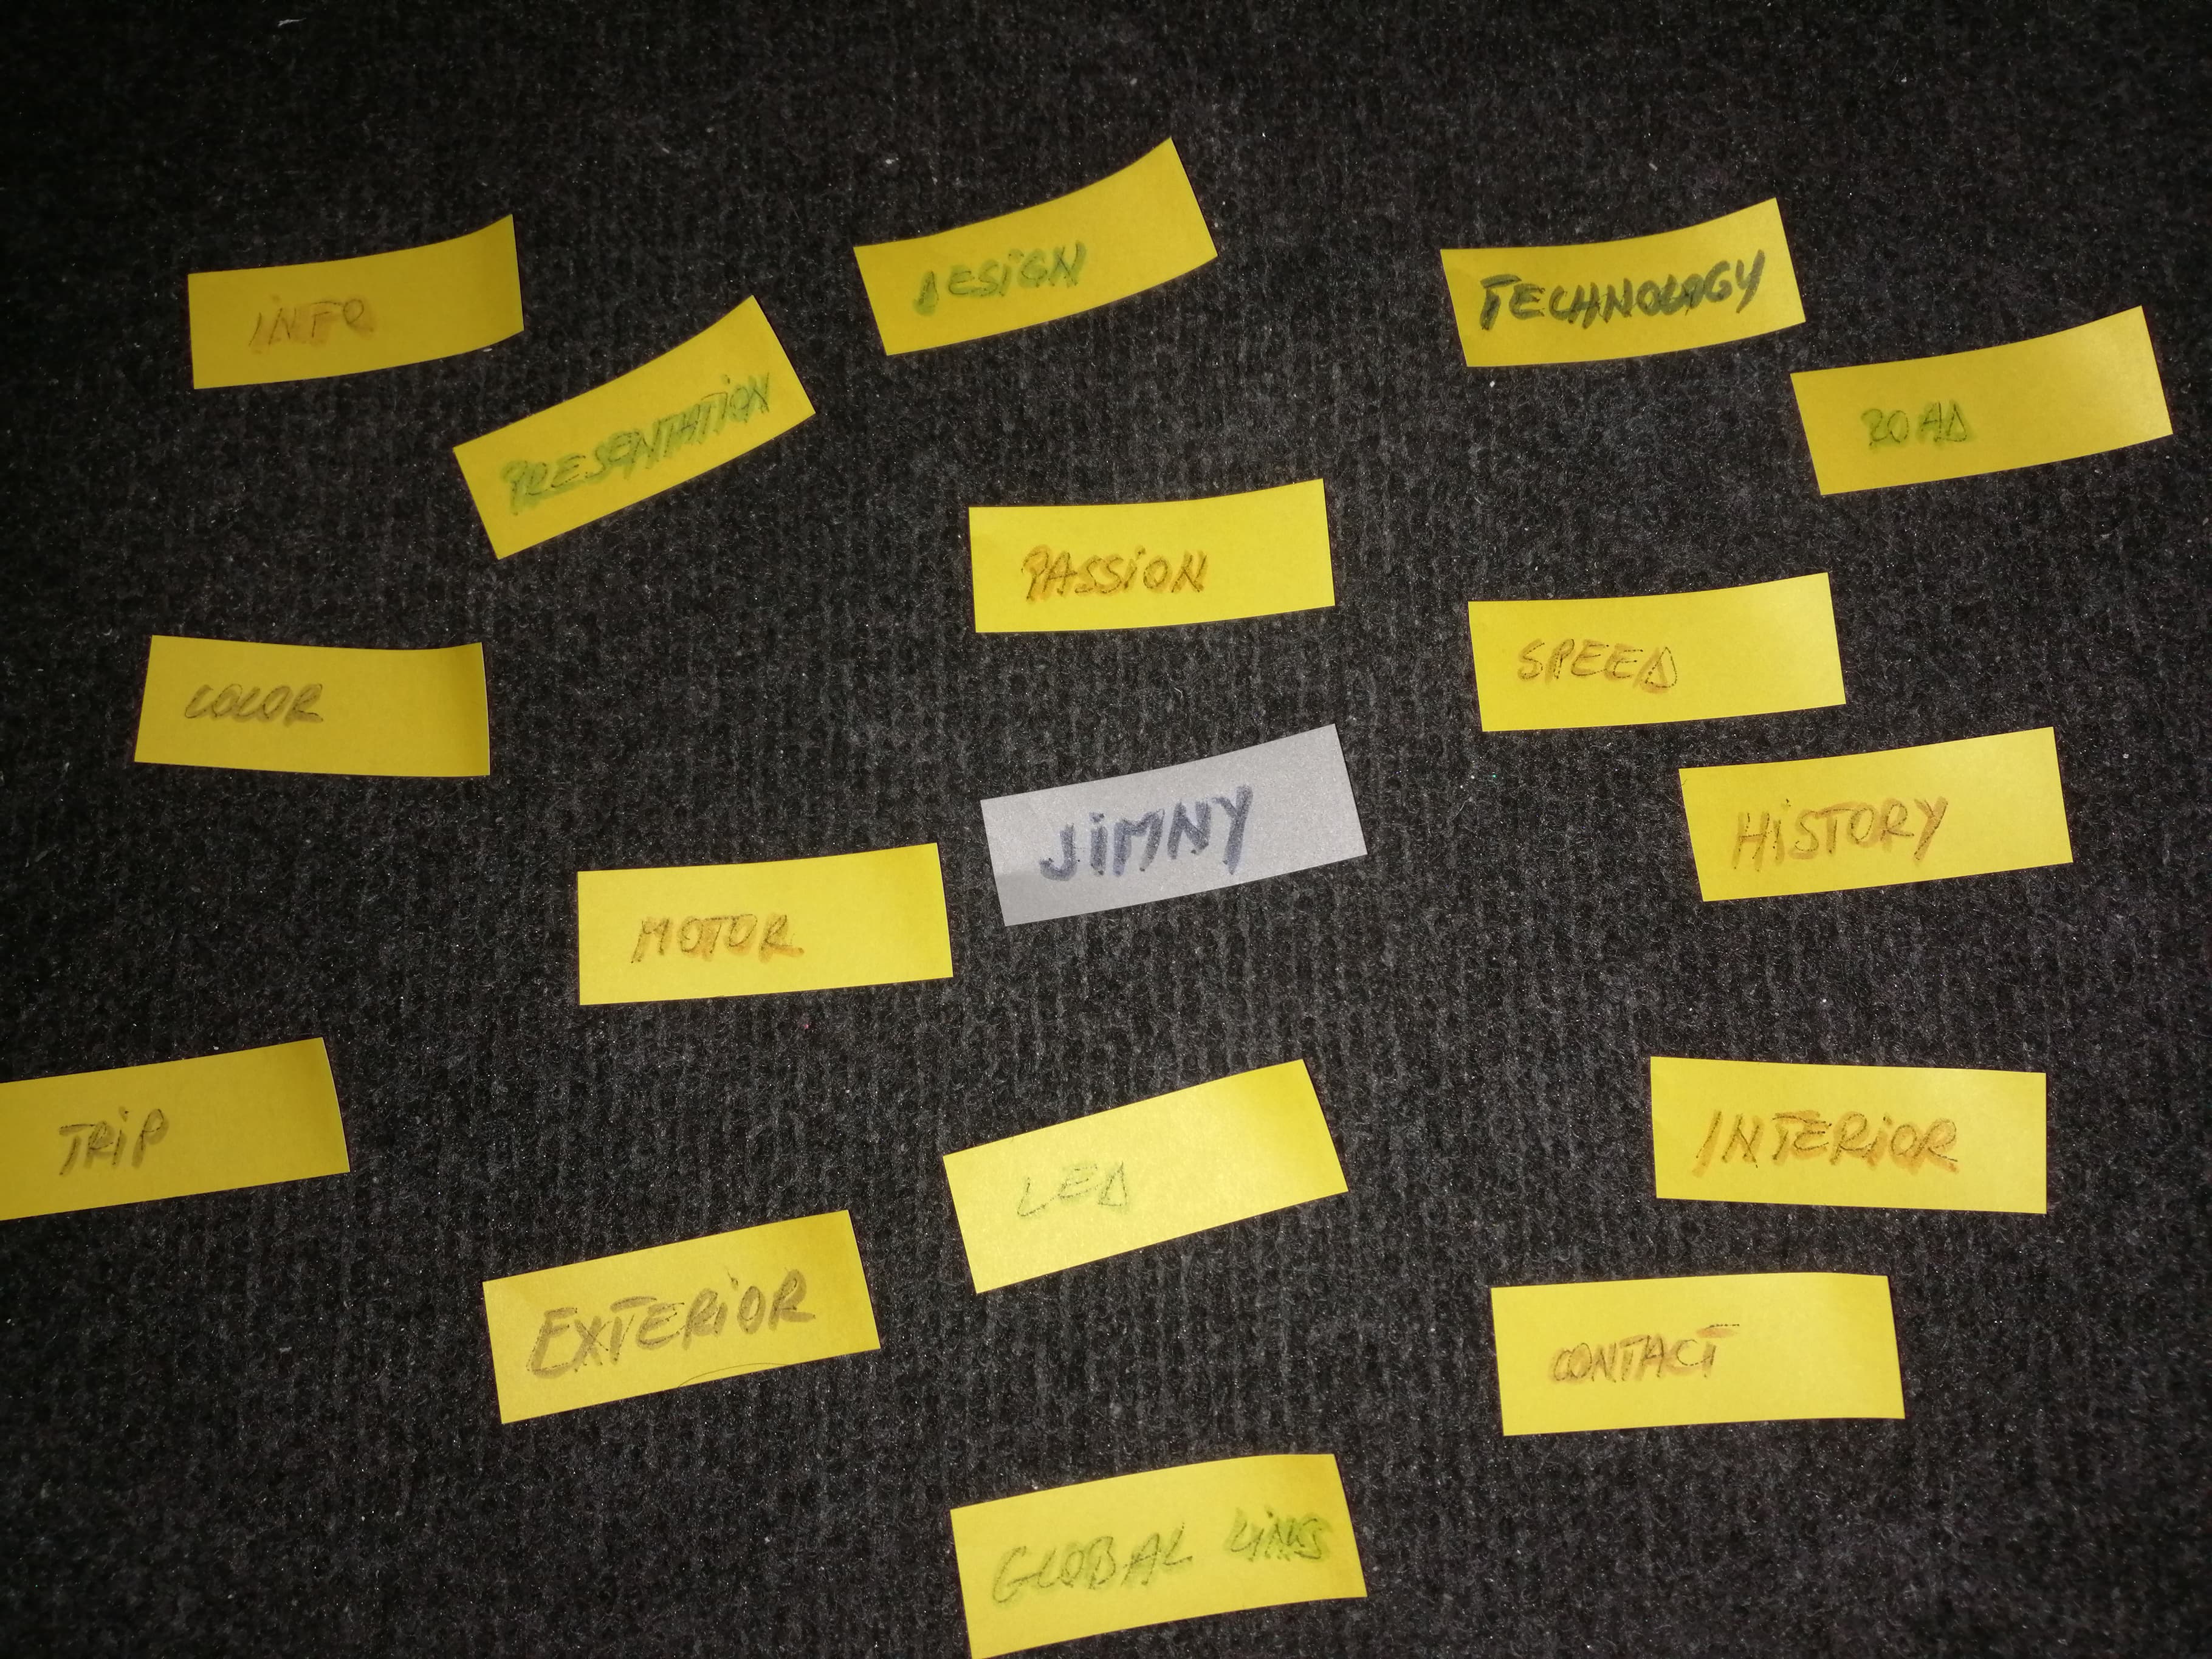 INFO
DESIGN
TECHNOLOGY
PRESENTATION
ROAD
PASSION
SPEED
COLOR
JIMNY
HISTORY
MOTOR
TRIP
LED
INTERIOR
EXTERIOR
CONTACT
GLOBAL LINKS